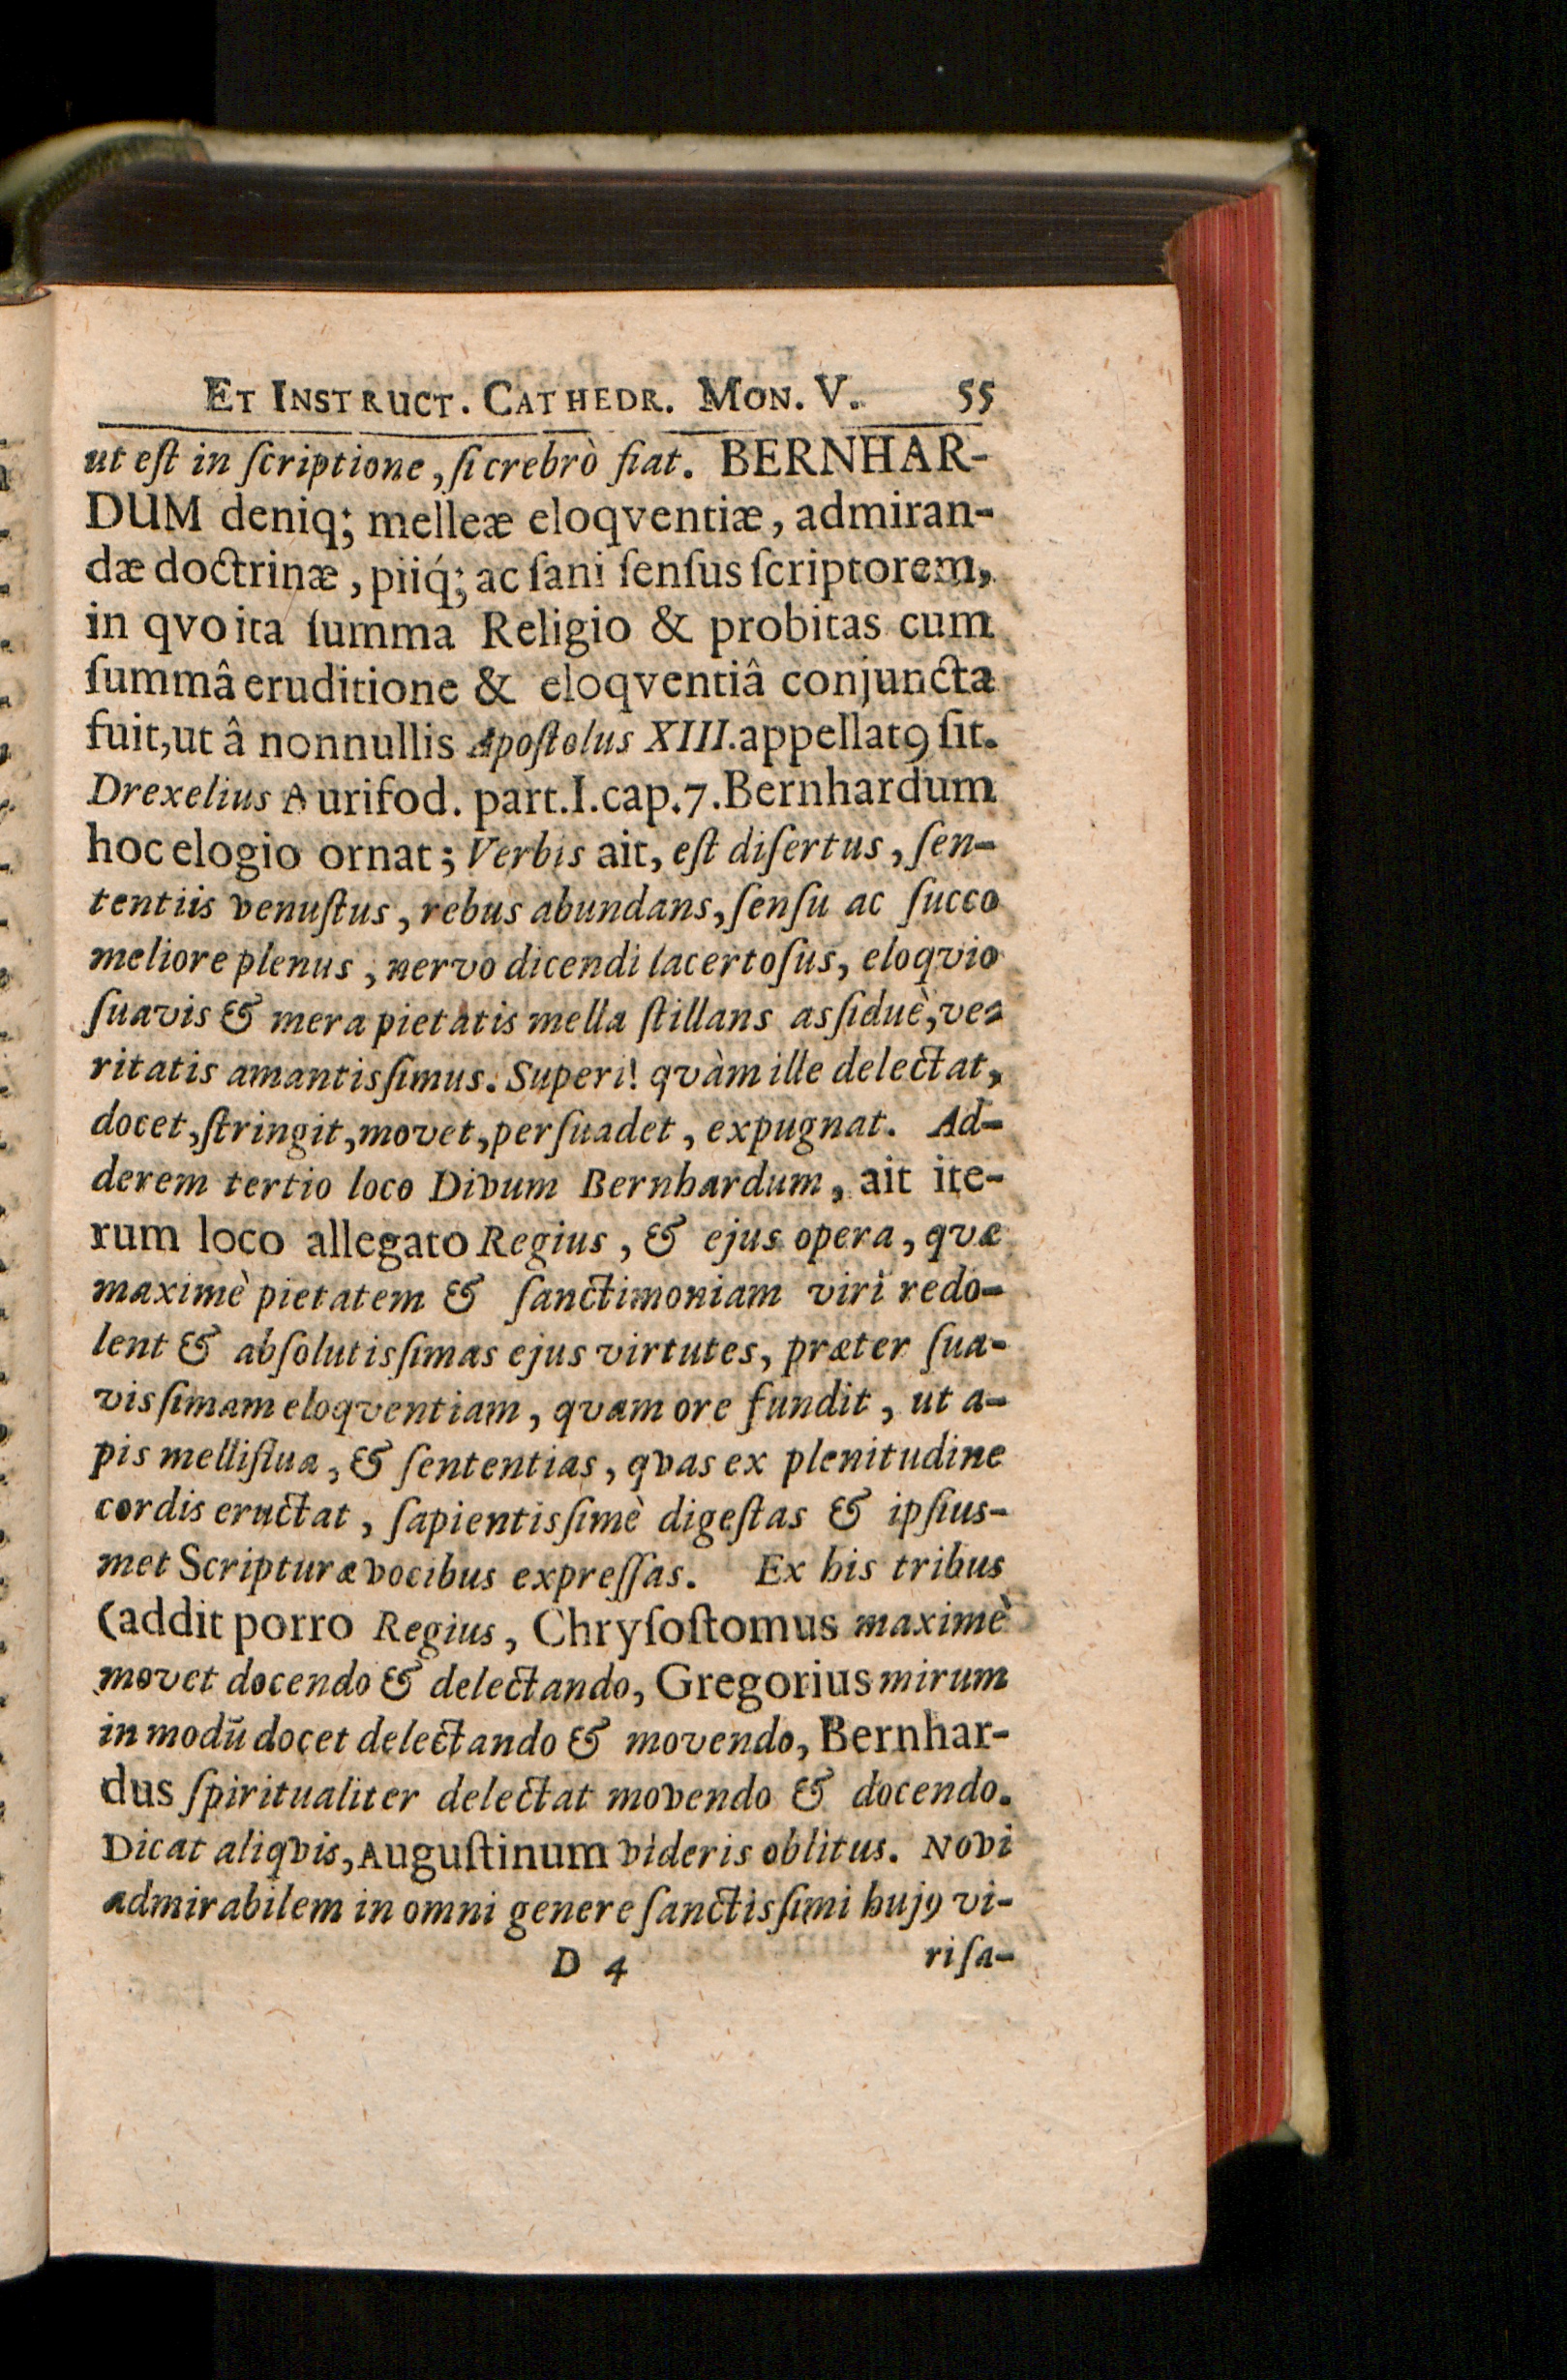 ET INSTRUCT. CATHEDR. MON. V. 55
ut eſt in ſcriptione, ſi crebrò fiat. BERNHAR-
DUM deniq; melleæ eloqventiæ, admiran-
dæ doctrinæ, piiq́; ac ſani ſenſus ſcriptorem,
in qvo ita ſumma Religio & probitas cum
ſummâ eruditione & eloqventiâ conjuncta
fuit, ut â nonnullis Apoſtolus XIII. appellatꝰ ſit.
Drexelius Aurifod. part. I. cap. 7. Bernhardum
hoc elogio ornat; Verbis ait, eſt diſertus, ſen-
tentiis venuſtus, rebus abundans, ſenſu ac ſucco
meliore plenus, nervo dicendi lacertoſus, eloqvio
ſuavis & mera pietatis mella ſtillans asſiduè, ve-
ritatis amantisſimus. Superi! qvàm ille delectat,
docet, ſtringit, movet, perſuadet, expugnat. Ad-
derem tertio loco Divum Bernhardum, ait ite-
rum loco allegato Regius, & ejus opera, qvæ
maximè pietatem & ſanctimoniam viri redo-
lent & abſolutisſimas ejus virtutes, præter ſua-
visſimam eloqventiam, qvam ore fundit, ut a-
pis melliflua, & ſententias, qvas ex plenitudine
cordis eructat, ſapientisſimè digeſtas & ipſius-
met Scripturæ vocibus expreſſas. Ex his tribus
(addit porro Regius, Chryſoſtomus maximè
movet docendo & delectando, Gregorius mirum
in modū docet delectando & movendo, Bernhar-
dus ſpiritualiter delectat movendo & docendo.
Dicat aliqvis, Auguſtinum videris oblitus. Novi
admirabilem in omni genere ſanctisſimi hujꝰ vi-
D 4 ri ſa-